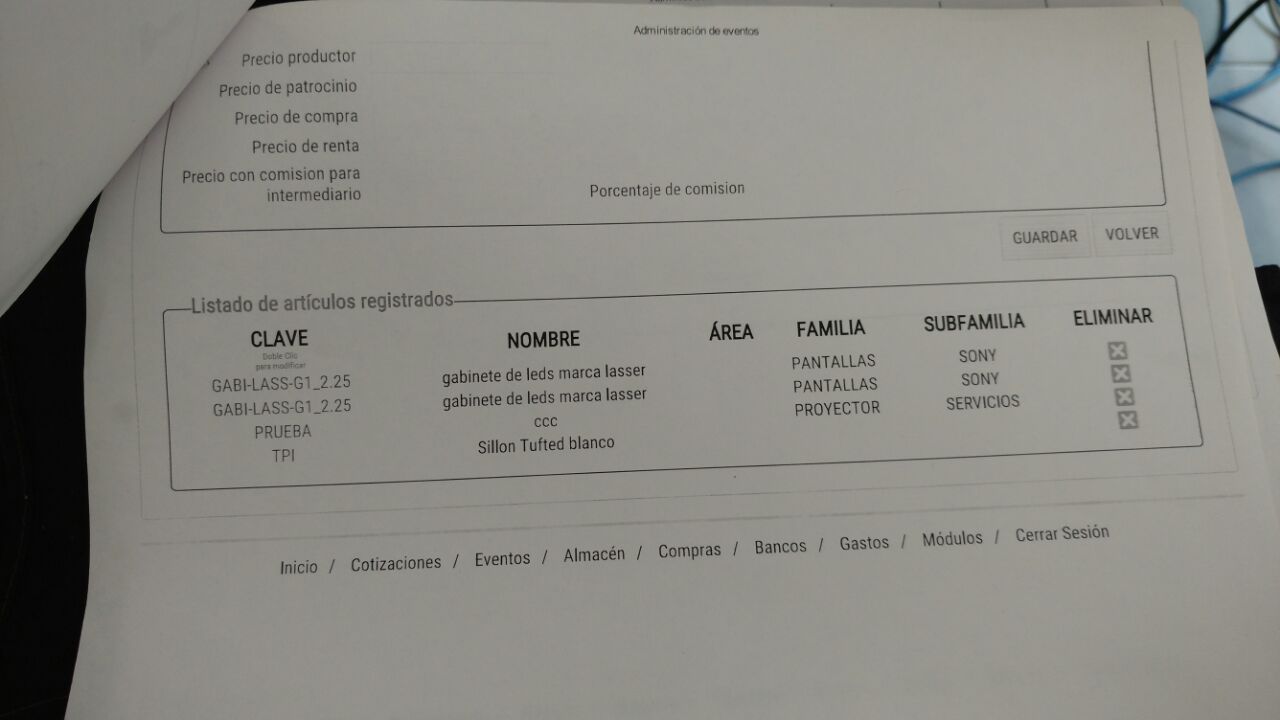 Administración de eventos
Precio productor
Precio de patrocinio
Precio de compra
Precio de renta
Precio con comision para
intermediario
Porcentaje de comision
GUARDAR VOLVER
Listado de artículos registrados
CLAVE NOMBRE ÁREA FAMILIA SUBFAMILIA ELIMINAR
Doble Clic
para modificar
GABI-LASS-G1_2.25 gabinete de leds marca lasser PANTALLAS SONY
GABI-LASS-G1_2.25 gabinete de leds marca lasser PANTALLAS SONY
PRUEBA ccc PROYECTOR SERVICIOS
TPI Sillon Tufted blanco
Inicio / Cotizaciones / Eventos / Almacén / Compras / Bancos / Gastos / Módulos / Cerrar Sesión